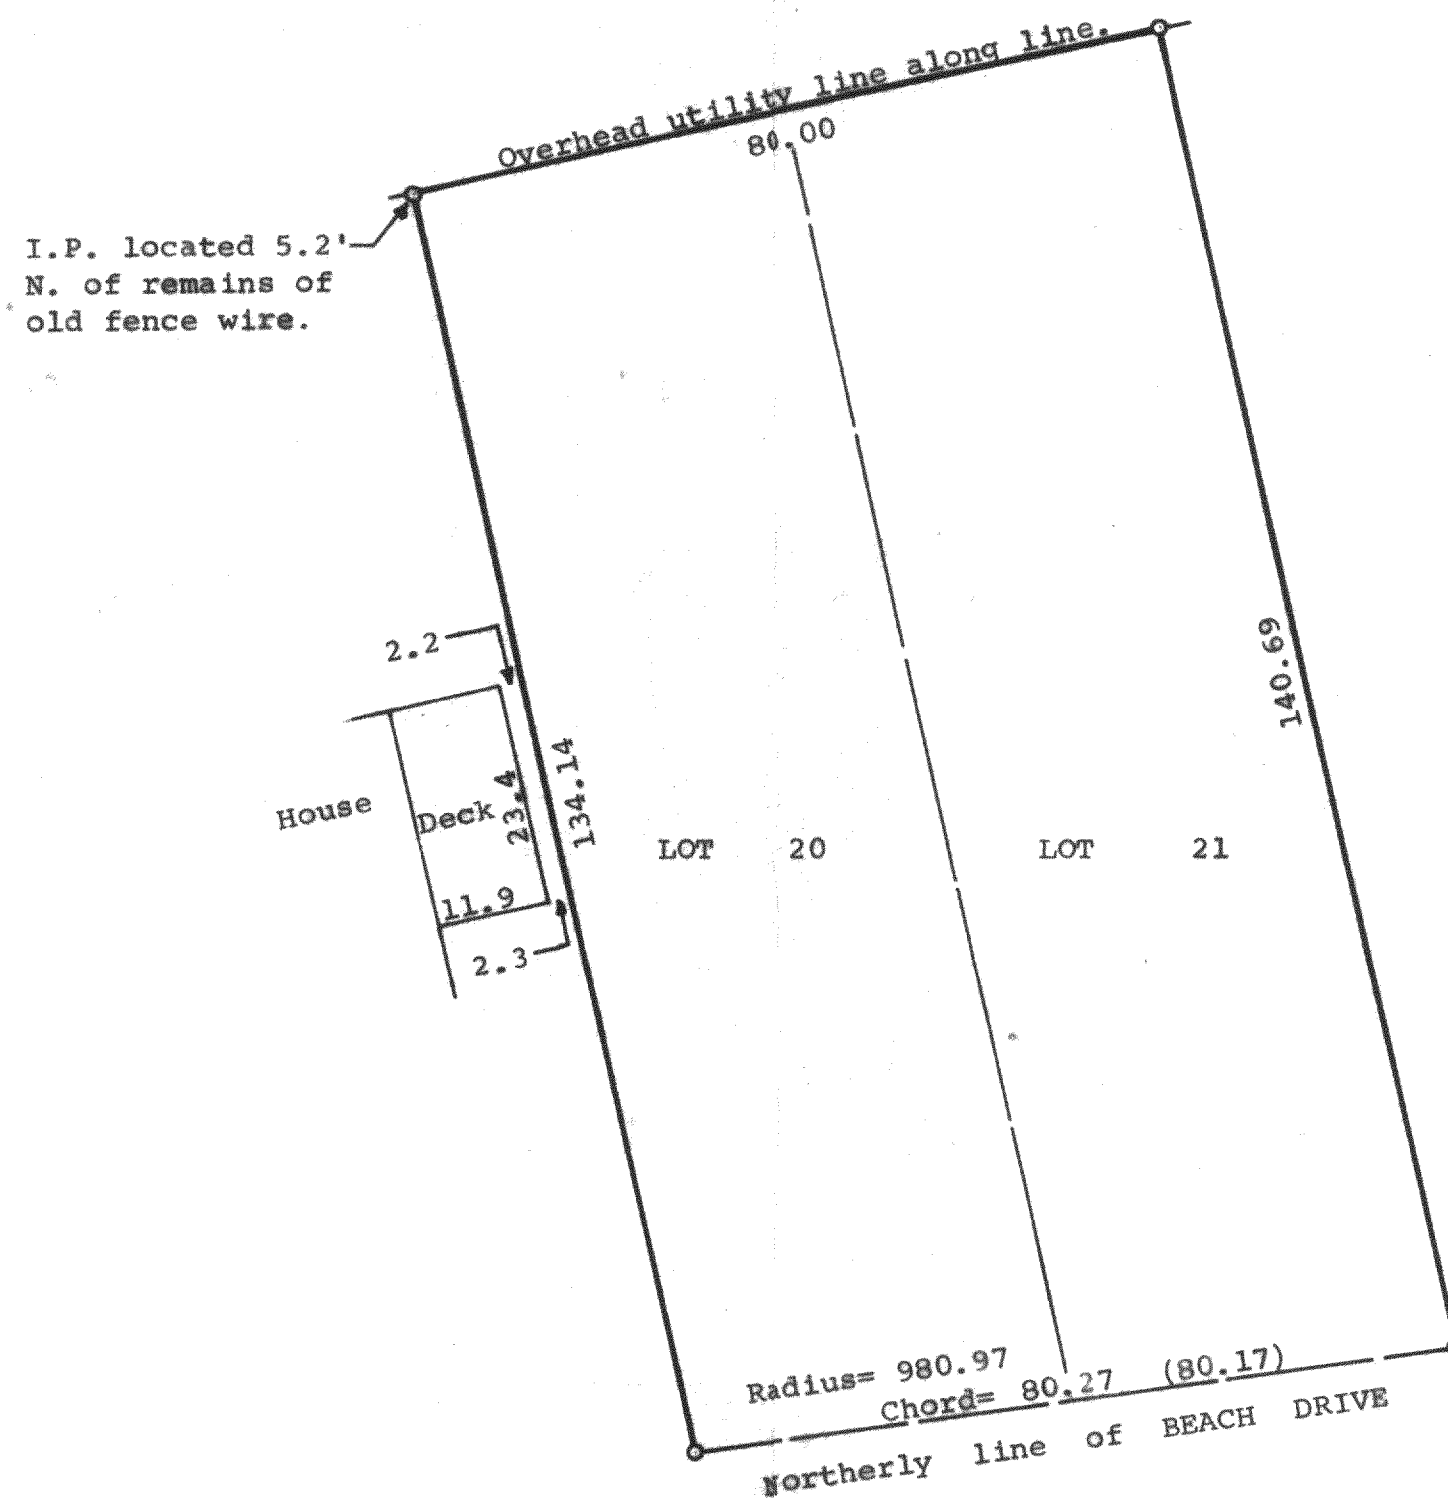 Overhead utility line along line.
80.00
I.P. located 5.2'
N. of remains of
old fence wire.
2.2
140.69
134.14
23.4
House
Deck
LOT 20
LOT 21
11.9
2.3
Radius= 980.97
Chord= 80.27 (80.17)
Northerly line of BEACH DRIVE